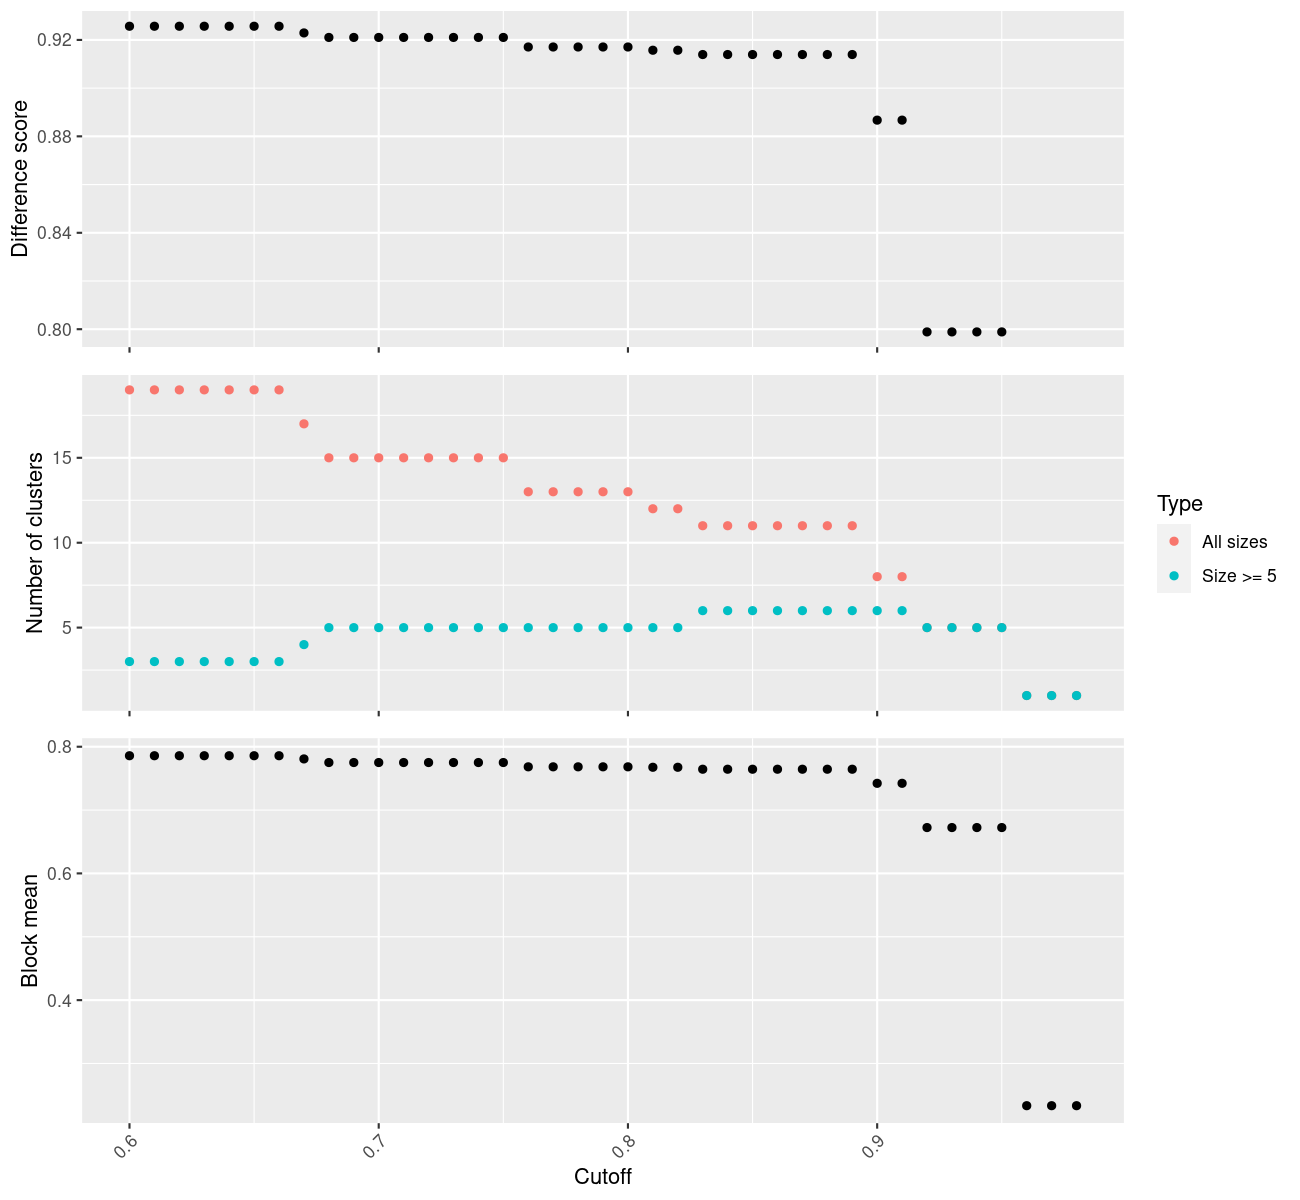 Difference score
0.92
0.88
0.84
0.80
Number of clusters
15
10
5
Type
All sizes
Size >= 5
Block mean
0.8
0.6
0.4
0.6
0.7
0.8
0.9
Cutoff